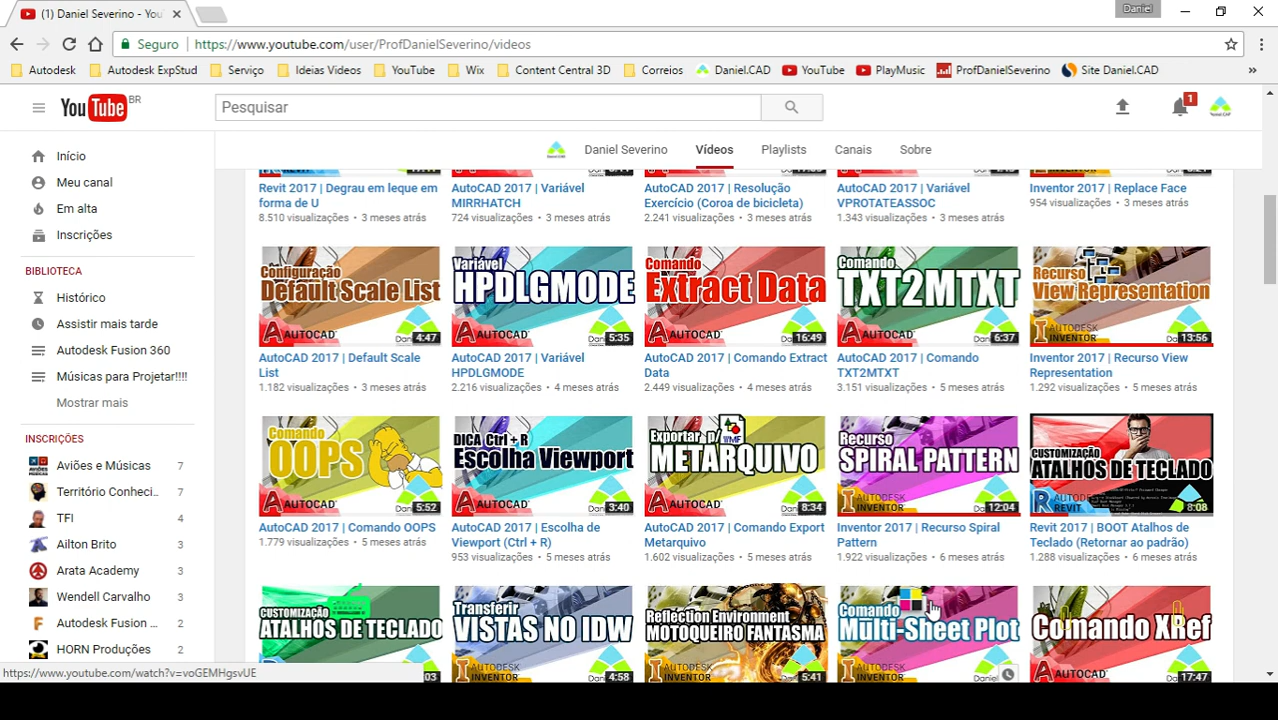 (1) Daniel Severino - You
Daniel
Seguro
https://www.youtube.com/user/ProfDanielSeverino/videos
Autodesk
Autodesk ExpStud
Serviço
Ideias Videos
YouTube
Wix
Content Central 3D
Correios
Daniel.CAD
YouTube
PlayMusic
ProfDanielSeverino
Site Daniel.CAD
YouTube BR
Pesquisar
1
Início
Meu canal
Em alta
Inscrições
BIBLIOTECA
Histórico
Assistir mais tarde
Autodesk Fusion 360
Músicas para Projetar!!!!
Mostrar mais
INSCRIÇÕES
Aviões e Músicas 7
Território Conheci... 7
TFI 4
Ailton Brito 3
Arata Academy 3
Wendell Carvalho 3
Autodesk Fusion ... 2
HORN Produções 2
https://www.youtube.com/watch?v=voGEMHgsvUE
Daniel Severino
Vídeos
Playlists
Canais
Sobre
Revit 2017 | Degrau em leque em
forma de U
8.510 visualizações • 3 meses atrás
AutoCAD 2017 | Variável
MIRRHATCH
724 visualizações • 3 meses atrás
AutoCAD 2017 | Resolução
Exercício (Coroa de bicicleta)
2.241 visualizações • 3 meses atrás
AutoCAD 2017 | Variável
VPROTATEASSOC
1.343 visualizações • 3 meses atrás
Inventor 2017 | Replace Face
954 visualizações • 3 meses atrás
Configuração
Default Scale List
AUTOCAD
4:47
AutoCAD 2017 | Default Scale
List
1.182 visualizações • 3 meses atrás
Variável
HPDLGMODE
AUTOCAD
5:35
AutoCAD 2017 | Variável
HPDLGMODE
2.216 visualizações • 4 meses atrás
Comando
Extract Data
AUTOCAD
16:49
AutoCAD 2017 | Comando Extract
Data
2.449 visualizações • 4 meses atrás
Comando
TXT2MTXT
AUTOCAD
6:37
AutoCAD 2017 | Comando
TXT2MTXT
3.151 visualizações • 5 meses atrás
Recurso
View Representation
AUTODESK
INVENTOR
13:56
Inventor 2017 | Recurso View
Representation
1.292 visualizações • 5 meses atrás
Comando
OOPS
AUTOCAD
5:52
AutoCAD 2017 | Comando OOPS
1.779 visualizações • 5 meses atrás
DICA Ctrl + R
Escolha Viewport
AUTOCAD
3:40
AutoCAD 2017 | Escolha de
Viewport (Ctrl + R)
953 visualizações • 5 meses atrás
Exportar p/
WMF
METARQUIVO
AUTOCAD
8:34
AutoCAD 2017 | Comando Export
Metarquivo
1.602 visualizações • 5 meses atrás
Recurso
SPIRAL PATTERN
AUTODESK
INVENTOR
12:04
Inventor 2017 | Recurso Spiral
Pattern
1.922 visualizações • 6 meses atrás
CUSTOMIZAÇÃO
ATALHOS DE TECLADO
AUTODESK
REVIT
8:08
Revit 2017 | BOOT Atalhos de
Teclado (Retornar ao padrão)
1.288 visualizações • 6 meses atrás
CUSTOMIZAÇÃO
ATALHOS DE TECLADO
Transferir
VISTAS NO IDW
AUTODESK
INVENTOR
4:58
Reflection Environment
MOTOQUEIRO FANTASMA
AUTODESK
INVENTOR
5:41
Comando
Multi-Sheet Plot
AUTODESK
INVENTOR
Comando XRef
AUTOCAD
17:47